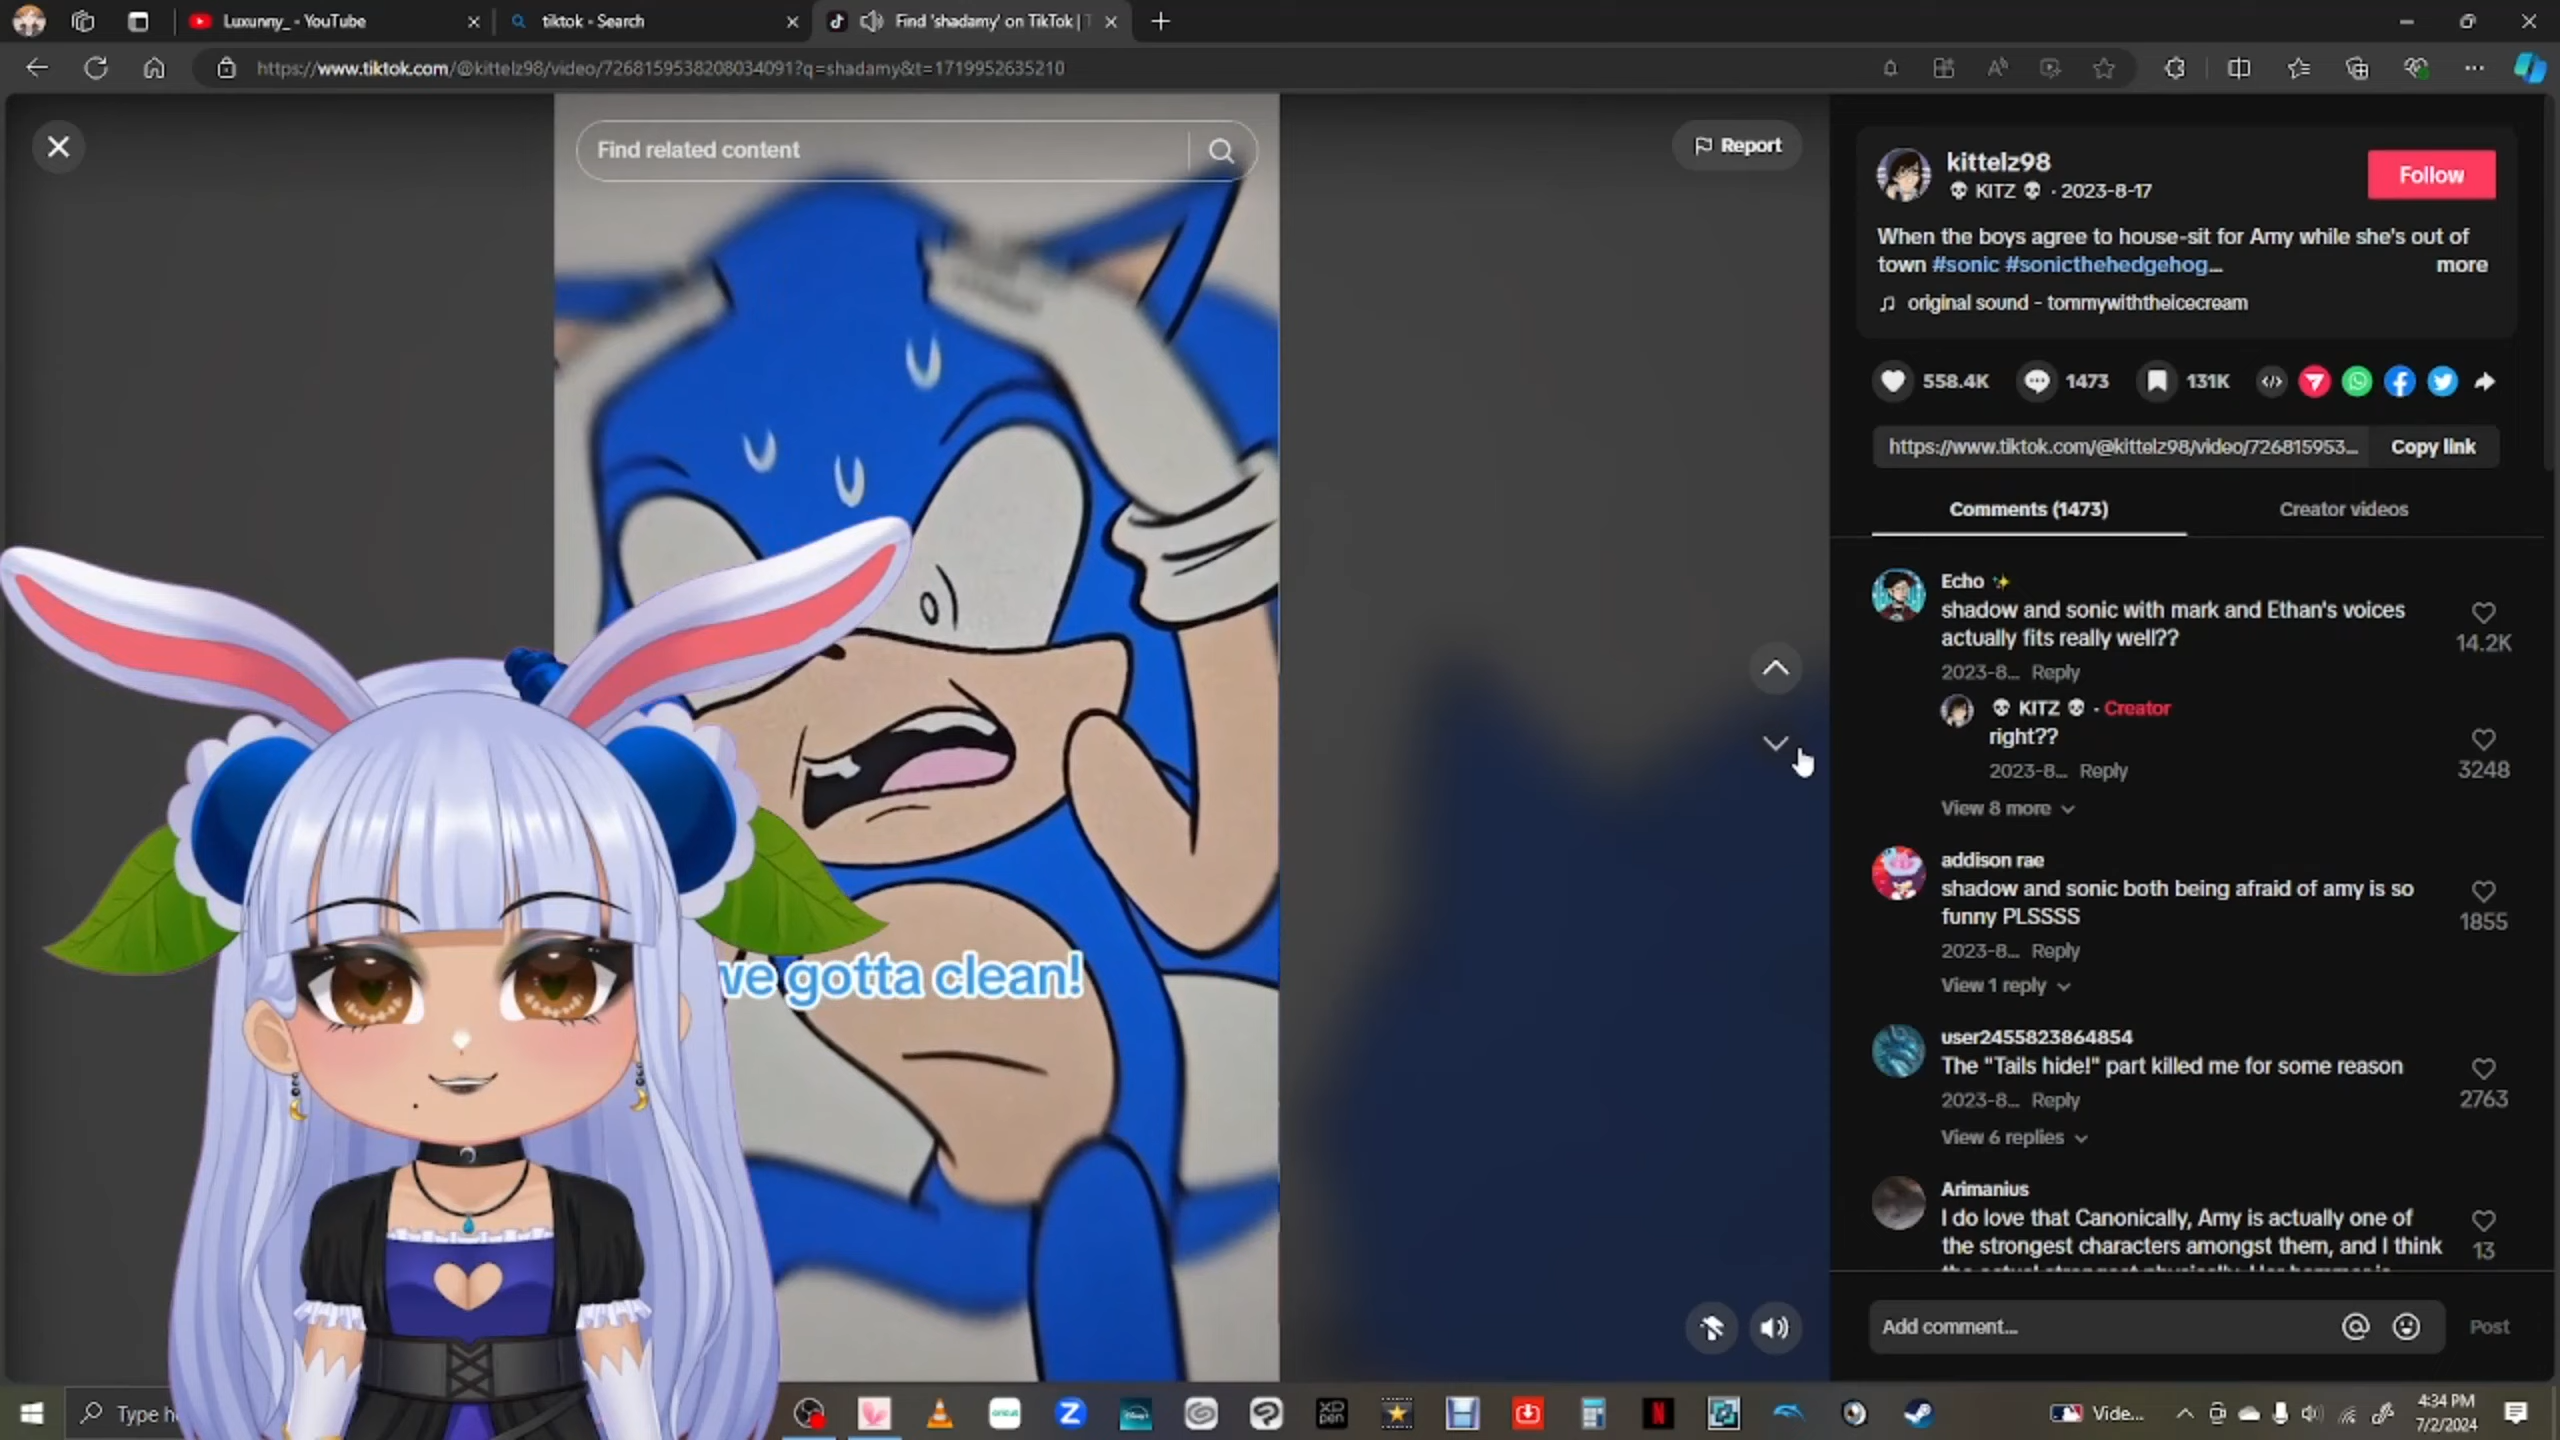 Luxunny_ - YouTube
tiktok - Search
Find 'shadamy' on TikTok |
https://www.tiktok.com/@kittelz98/video/7268159538208034091?q=shadamy&t=1719952635210
Find related content
Report
we gotta clean!
kittelz98
KITZ · 2023-8-17
Follow
When the boys agree to house-sit for Amy while she's out of
town #sonic #sonicthehedgehog...
more
original sound - tommywiththeicecream
558.4K
1473
131K
https://www.tiktok.com/@kittelz98/video/726815953...
Copy link
Comments (1473)
Creator videos
Echo
shadow and sonic with mark and Ethan's voices
actually fits really well??
14.2K
2023-8... Reply
KITZ · Creator
right??
3248
2023-8... Reply
View 8 more
addison rae
shadow and sonic both being afraid of amy is so
funny PLSSSS
1855
2023-8... Reply
View 1 reply
user2455823864854
The "Tails hide!" part killed me for some reason
2763
2023-8... Reply
View 6 replies
Arimanius
I do love that Canonically, Amy is actually one of
the strongest characters amongst them, and I think
13
Add comment...
Post
Type
XP
pen
Vide...
4:34 PM
7/2/2024